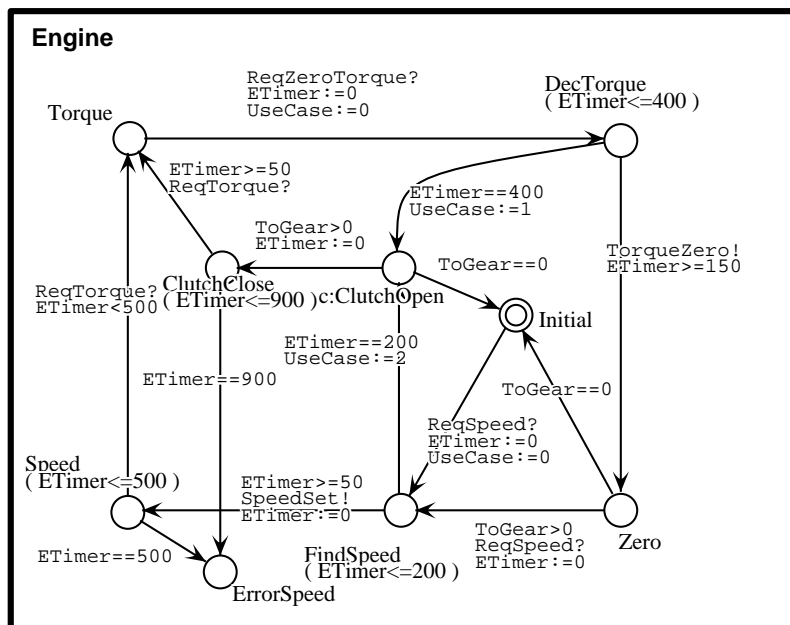 Engine
ReqZeroTorque?
ETimer:=0
UseCase:=0
DecTorque
( ETimer<=400 )
Torque
ETimer>=50
ReqTorque?
ETimer==400
UseCase:=1
ToGear>0
ETimer:=0
TorqueZero!
ETimer>=150
ToGear==0
ClutchClose
( ETimer<=900 )
c:ClutchOpen
ReqTorque?
ETimer<500
Initial
ETimer==200
UseCase:=2
ETimer==900
ToGear==0
ReqSpeed?
ETimer:=0
UseCase:=0
Speed
( ETimer<=500 )
ETimer>=50
SpeedSet!
ETimer:=0
ToGear>0
ReqSpeed?
ETimer:=0
Zero
ETimer==500
FindSpeed
( ETimer<=200 )
ErrorSpeed